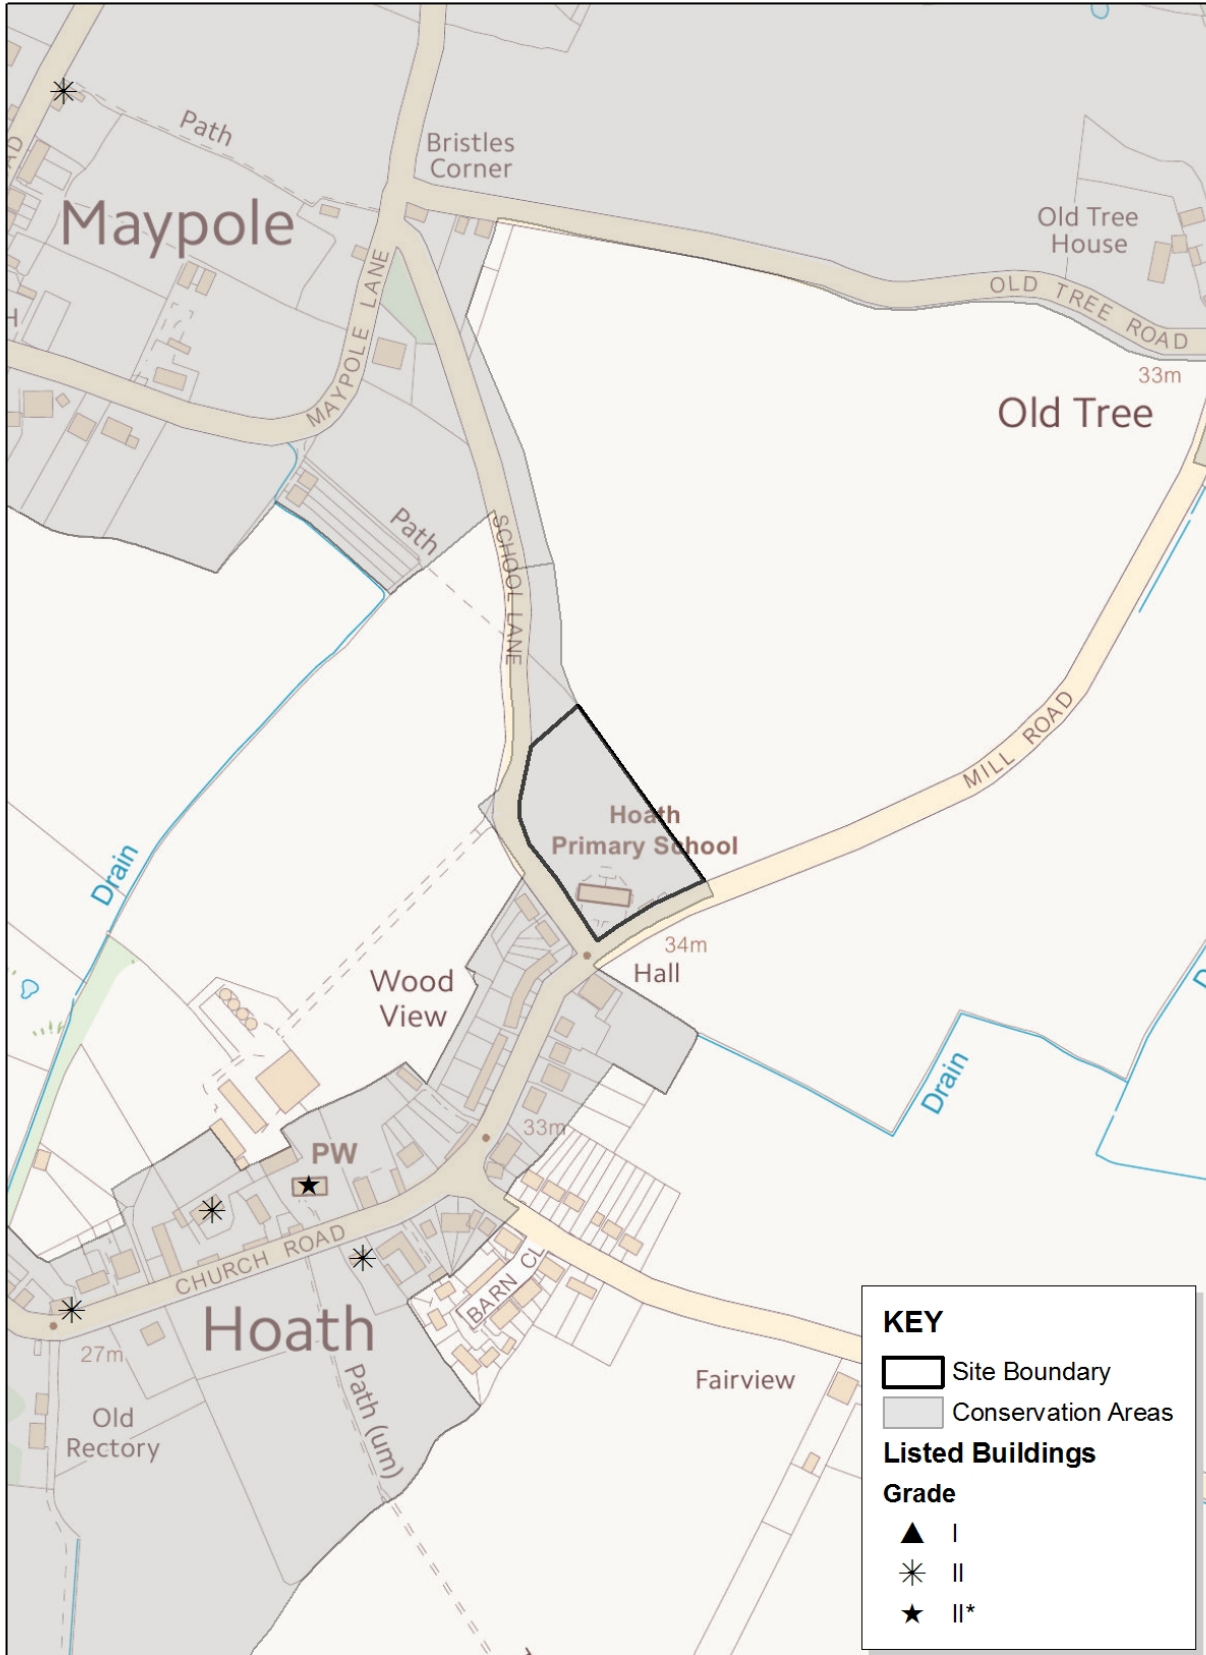 Path
Bristles
Corner
Maypole
Old Tree
House
MAYPOLE LANE
OLD TREE ROAD
33m
Old Tree
Path
SCHOOL LANE
MILL ROAD
Hoath
Primary School
Drain
34m
Hall
Wood
View
Drain
33m
PW
CHURCH ROAD
BARN CL
Hoath
27m
Path (um)
Fairview
Old
Rectory
KEY
Site Boundary
Conservation Areas
Listed Buildings
Grade
I
II
II*